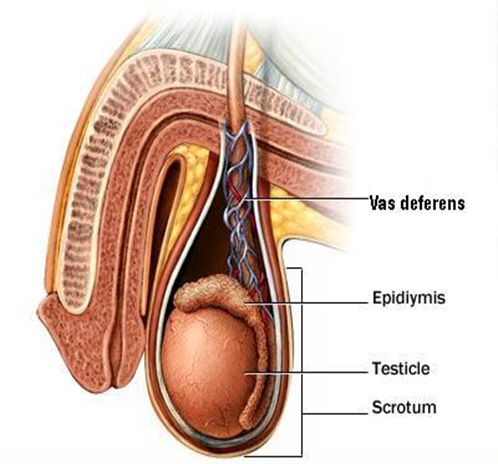 Vas deferens
Epidiymis
Testicle
Scrotum